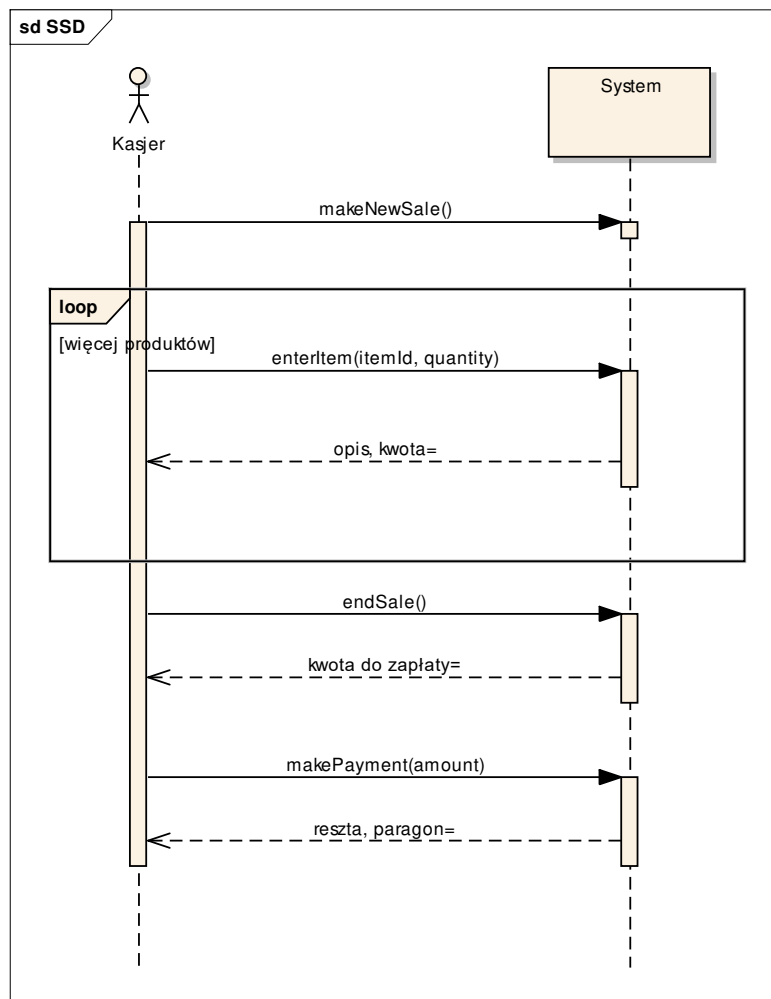 sd SSD
Kasjer
System
makeNewSale()
loop
[więcej produktów]
enterItem(itemId, quantity)
opis, kwota=
endSale()
kwota do zapłaty=
makePayment(amount)
reszta, paragon=